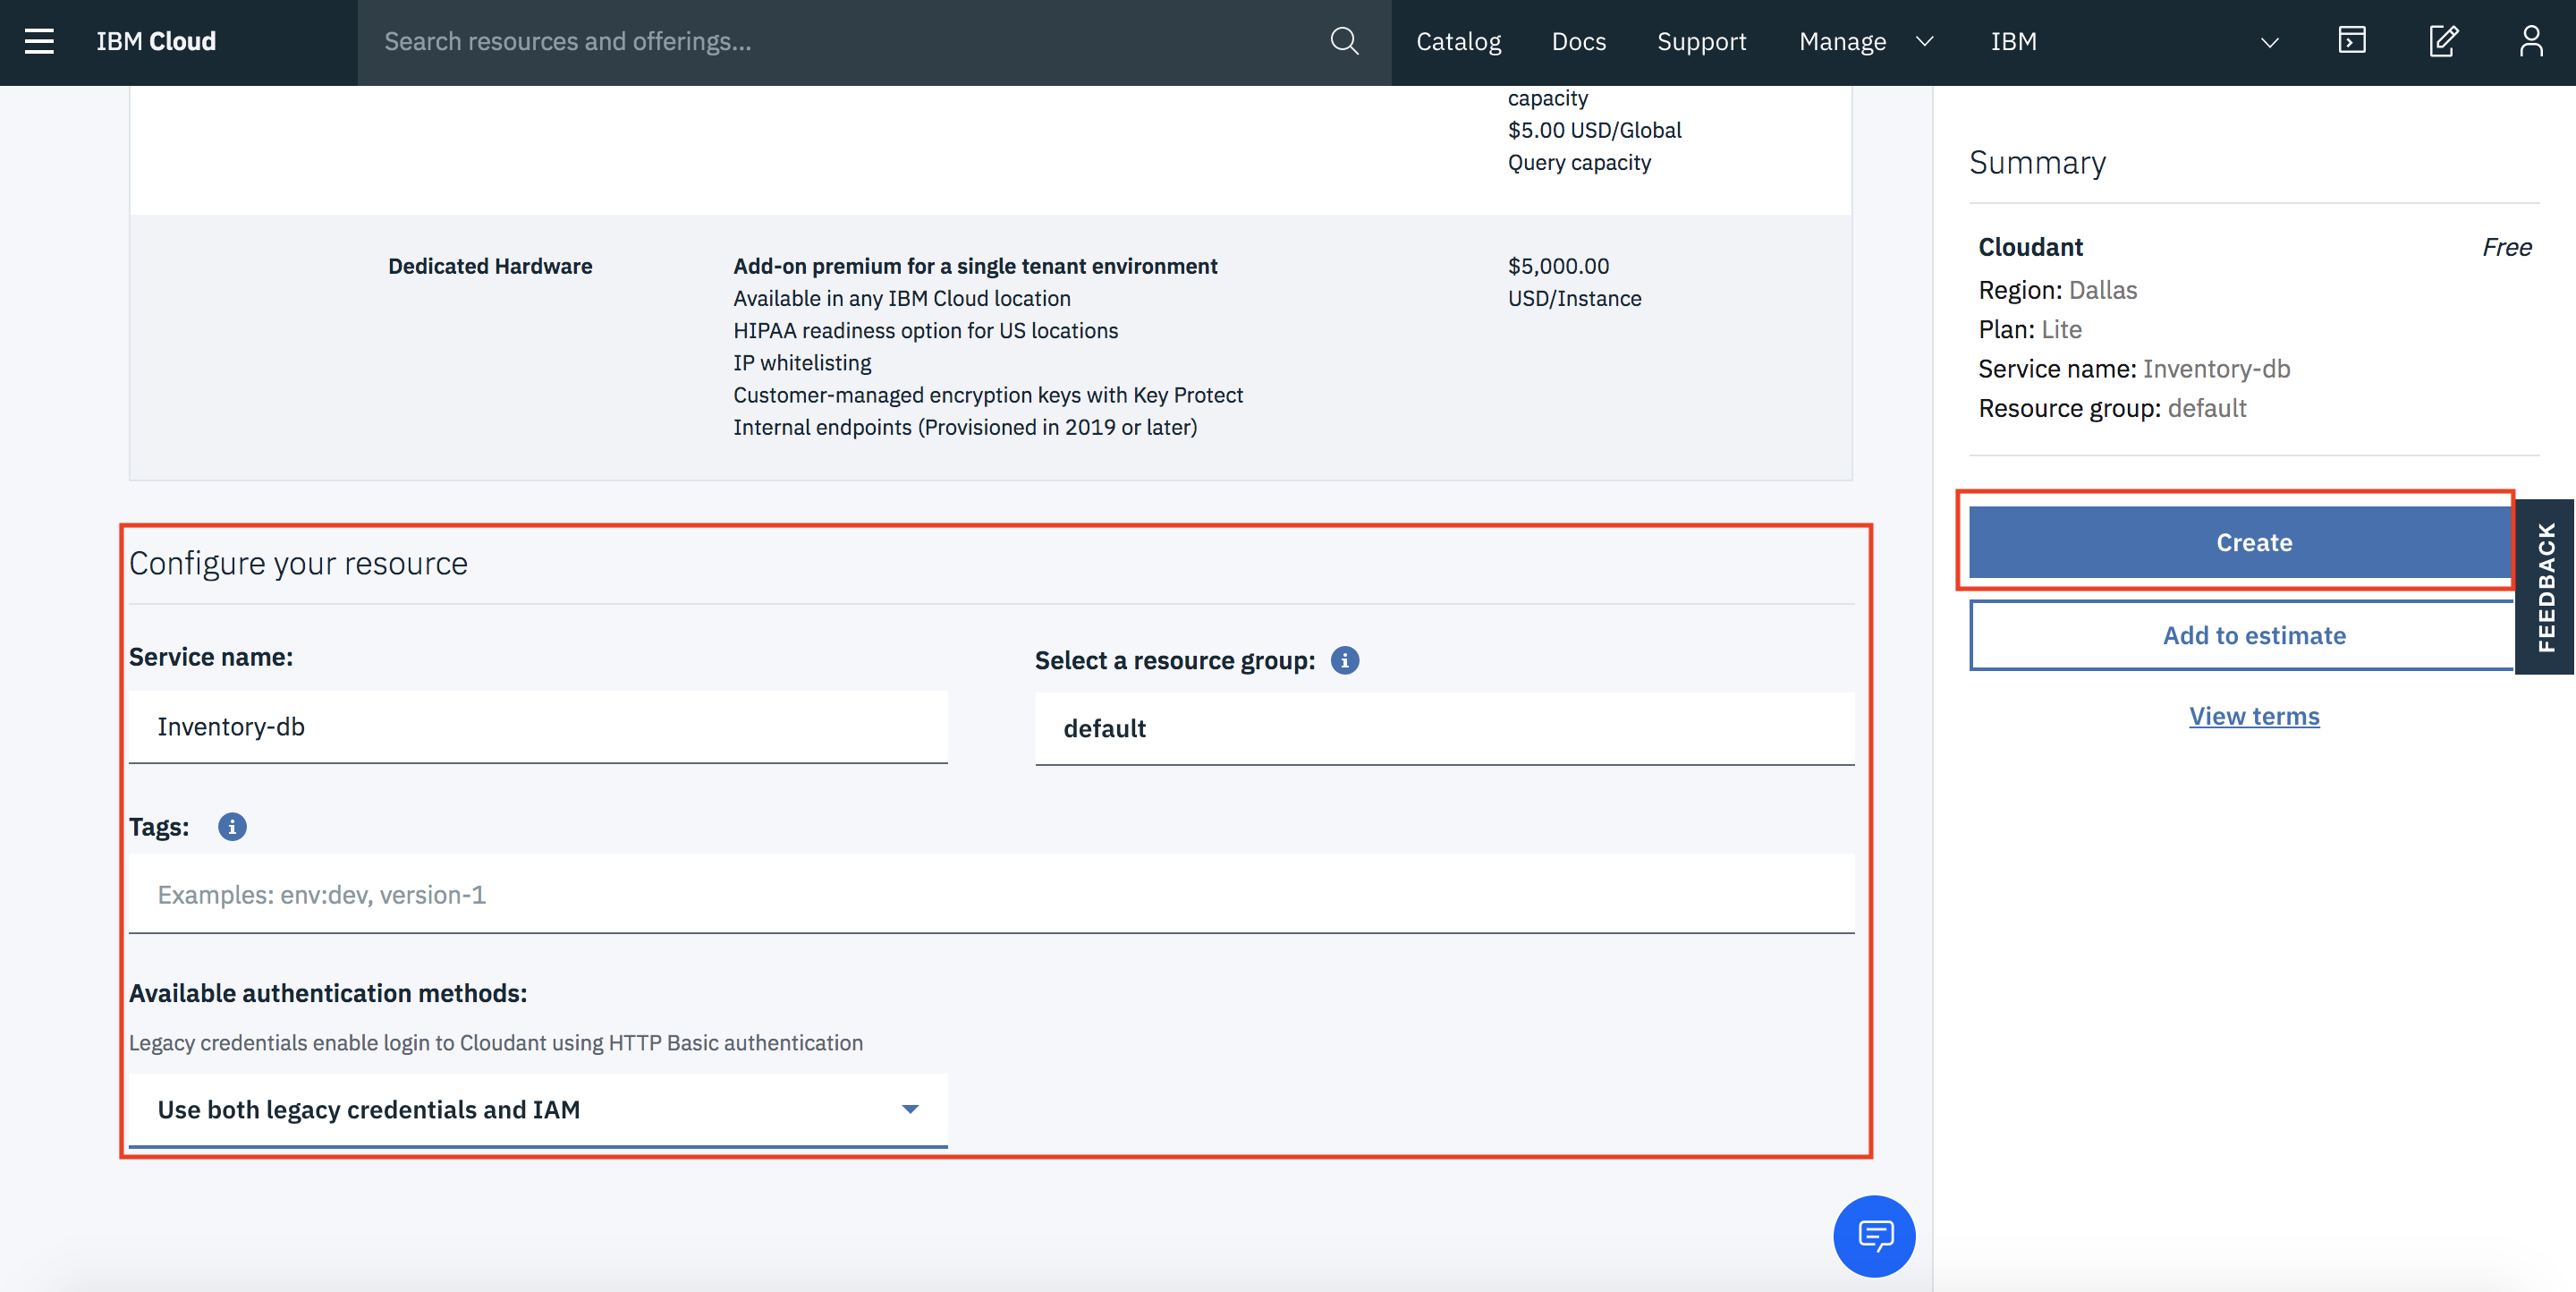 IBM Cloud
Search resources and offerings...
Catalog
Docs
Support
Manage
IBM
capacity
$5.00 USD/Global
Query capacity
Dedicated Hardware
Add-on premium for a single tenant environment
Available in any IBM Cloud location
HIPAA readiness option for US locations
IP whitelisting
Customer-managed encryption keys with Key Protect
Internal endpoints (Provisioned in 2019 or later)
$5,000.00
USD/Instance
Configure your resource
Service name:
Inventory-db
Select a resource group:
default
Tags:
Examples: env:dev, version-1
Available authentication methods:
Legacy credentials enable login to Cloudant using HTTP Basic authentication
Use both legacy credentials and IAM
Summary
Cloudant
Free
Region: Dallas
Plan: Lite
Service name: Inventory-db
Resource group: default
Create
Add to estimate
View terms
FEEDBACK